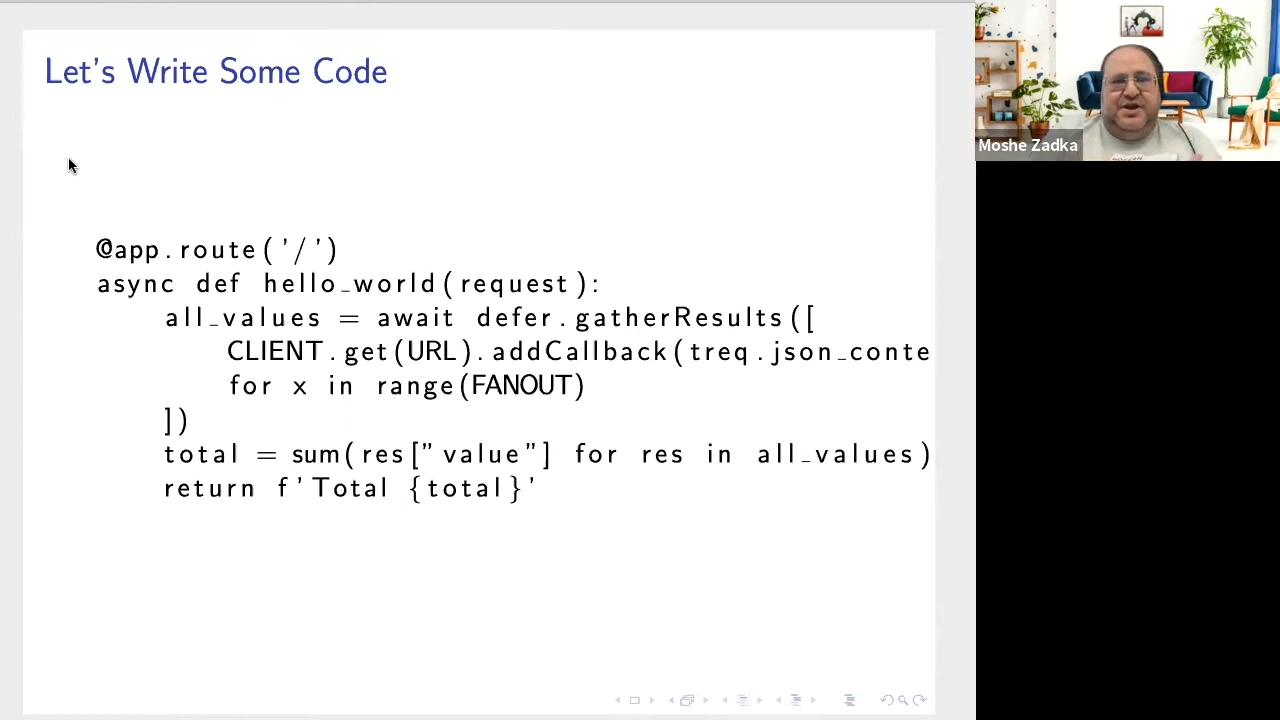 Let's Write Some Code
@app.route('/')
async def hello_world(request):
    all_values = await defer.gatherResults([
        CLIENT.get(URL).addCallback(treq.json_conte
        for x in range(FANOUT)
    ])
    total = sum(res["value"] for res in all_values)
    return f'Total {total}'
Moshe Zadka